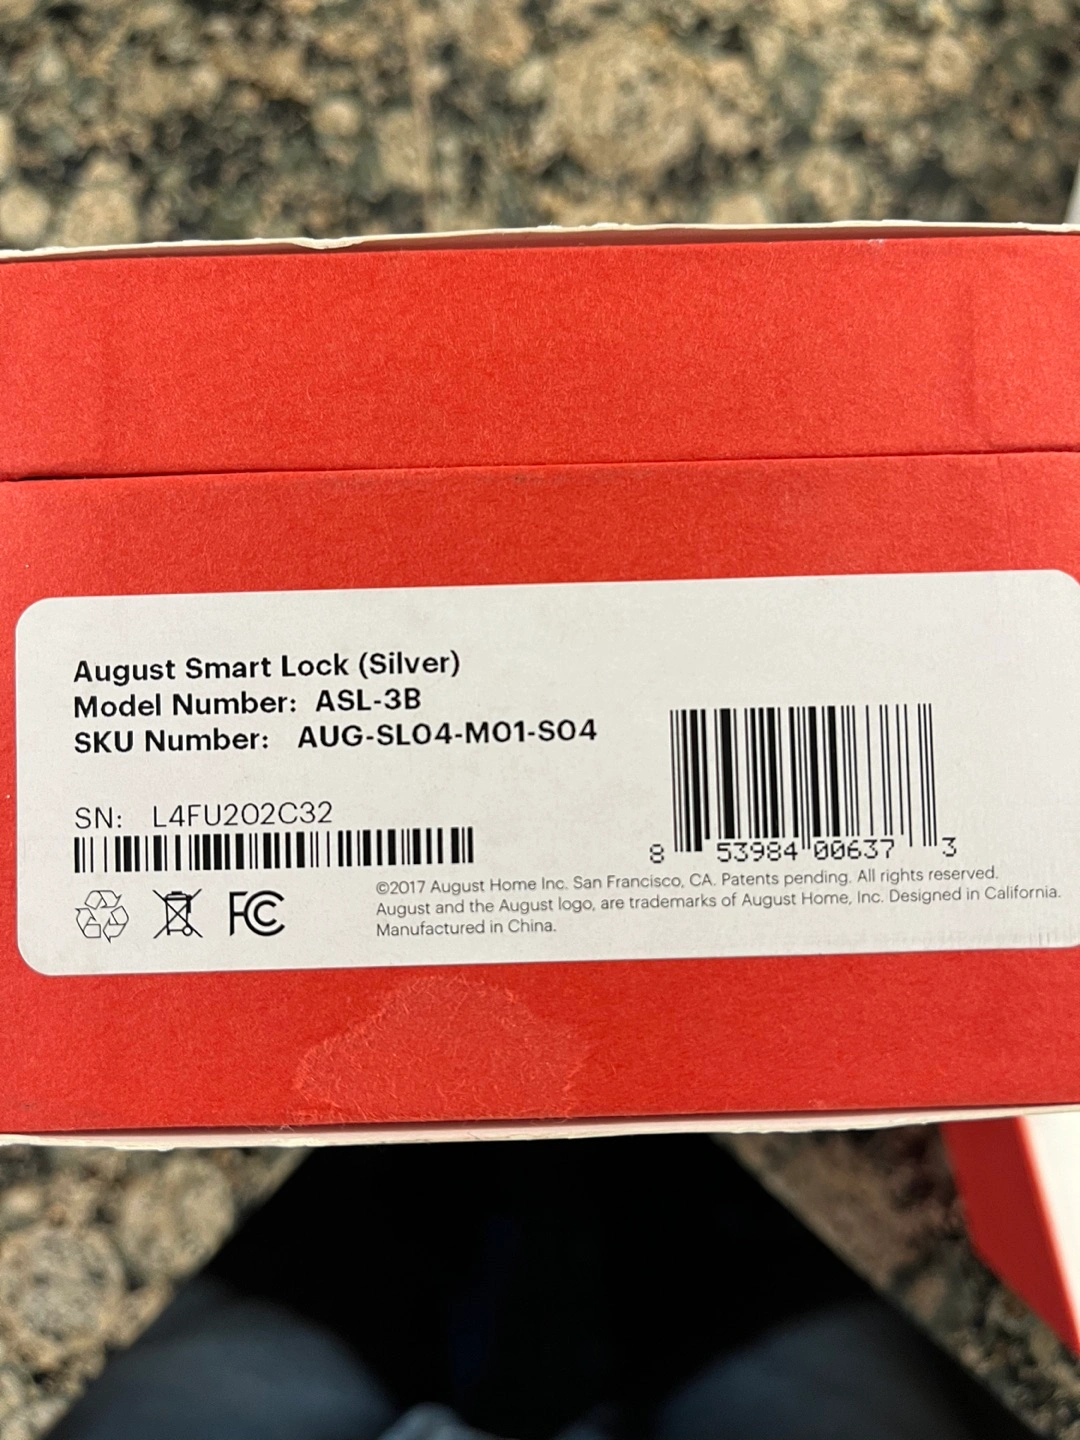 August Smart Lock (Silver)
Model Number: ASL-3B
SKU Number: AUG-SL04-M01-S04
SN: L4FU202C32
8 53984 00637 3
FC
©2017 August Home Inc. San Francisco, CA. Patents pending. All rights reserved.
August and the August logo, are trademarks of August Home, Inc. Designed in California.
Manufactured in China.